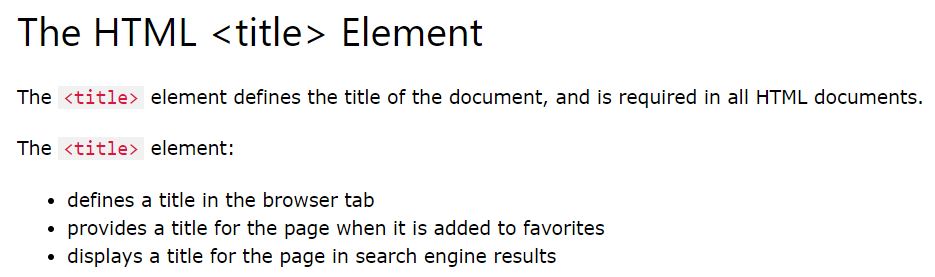 The HTML <title> Element
The <title> element defines the title of the document, and is required in all HTML documents.
The <title> element:
• defines a title in the browser tab
• provides a title for the page when it is added to favorites
• displays a title for the page in search engine results